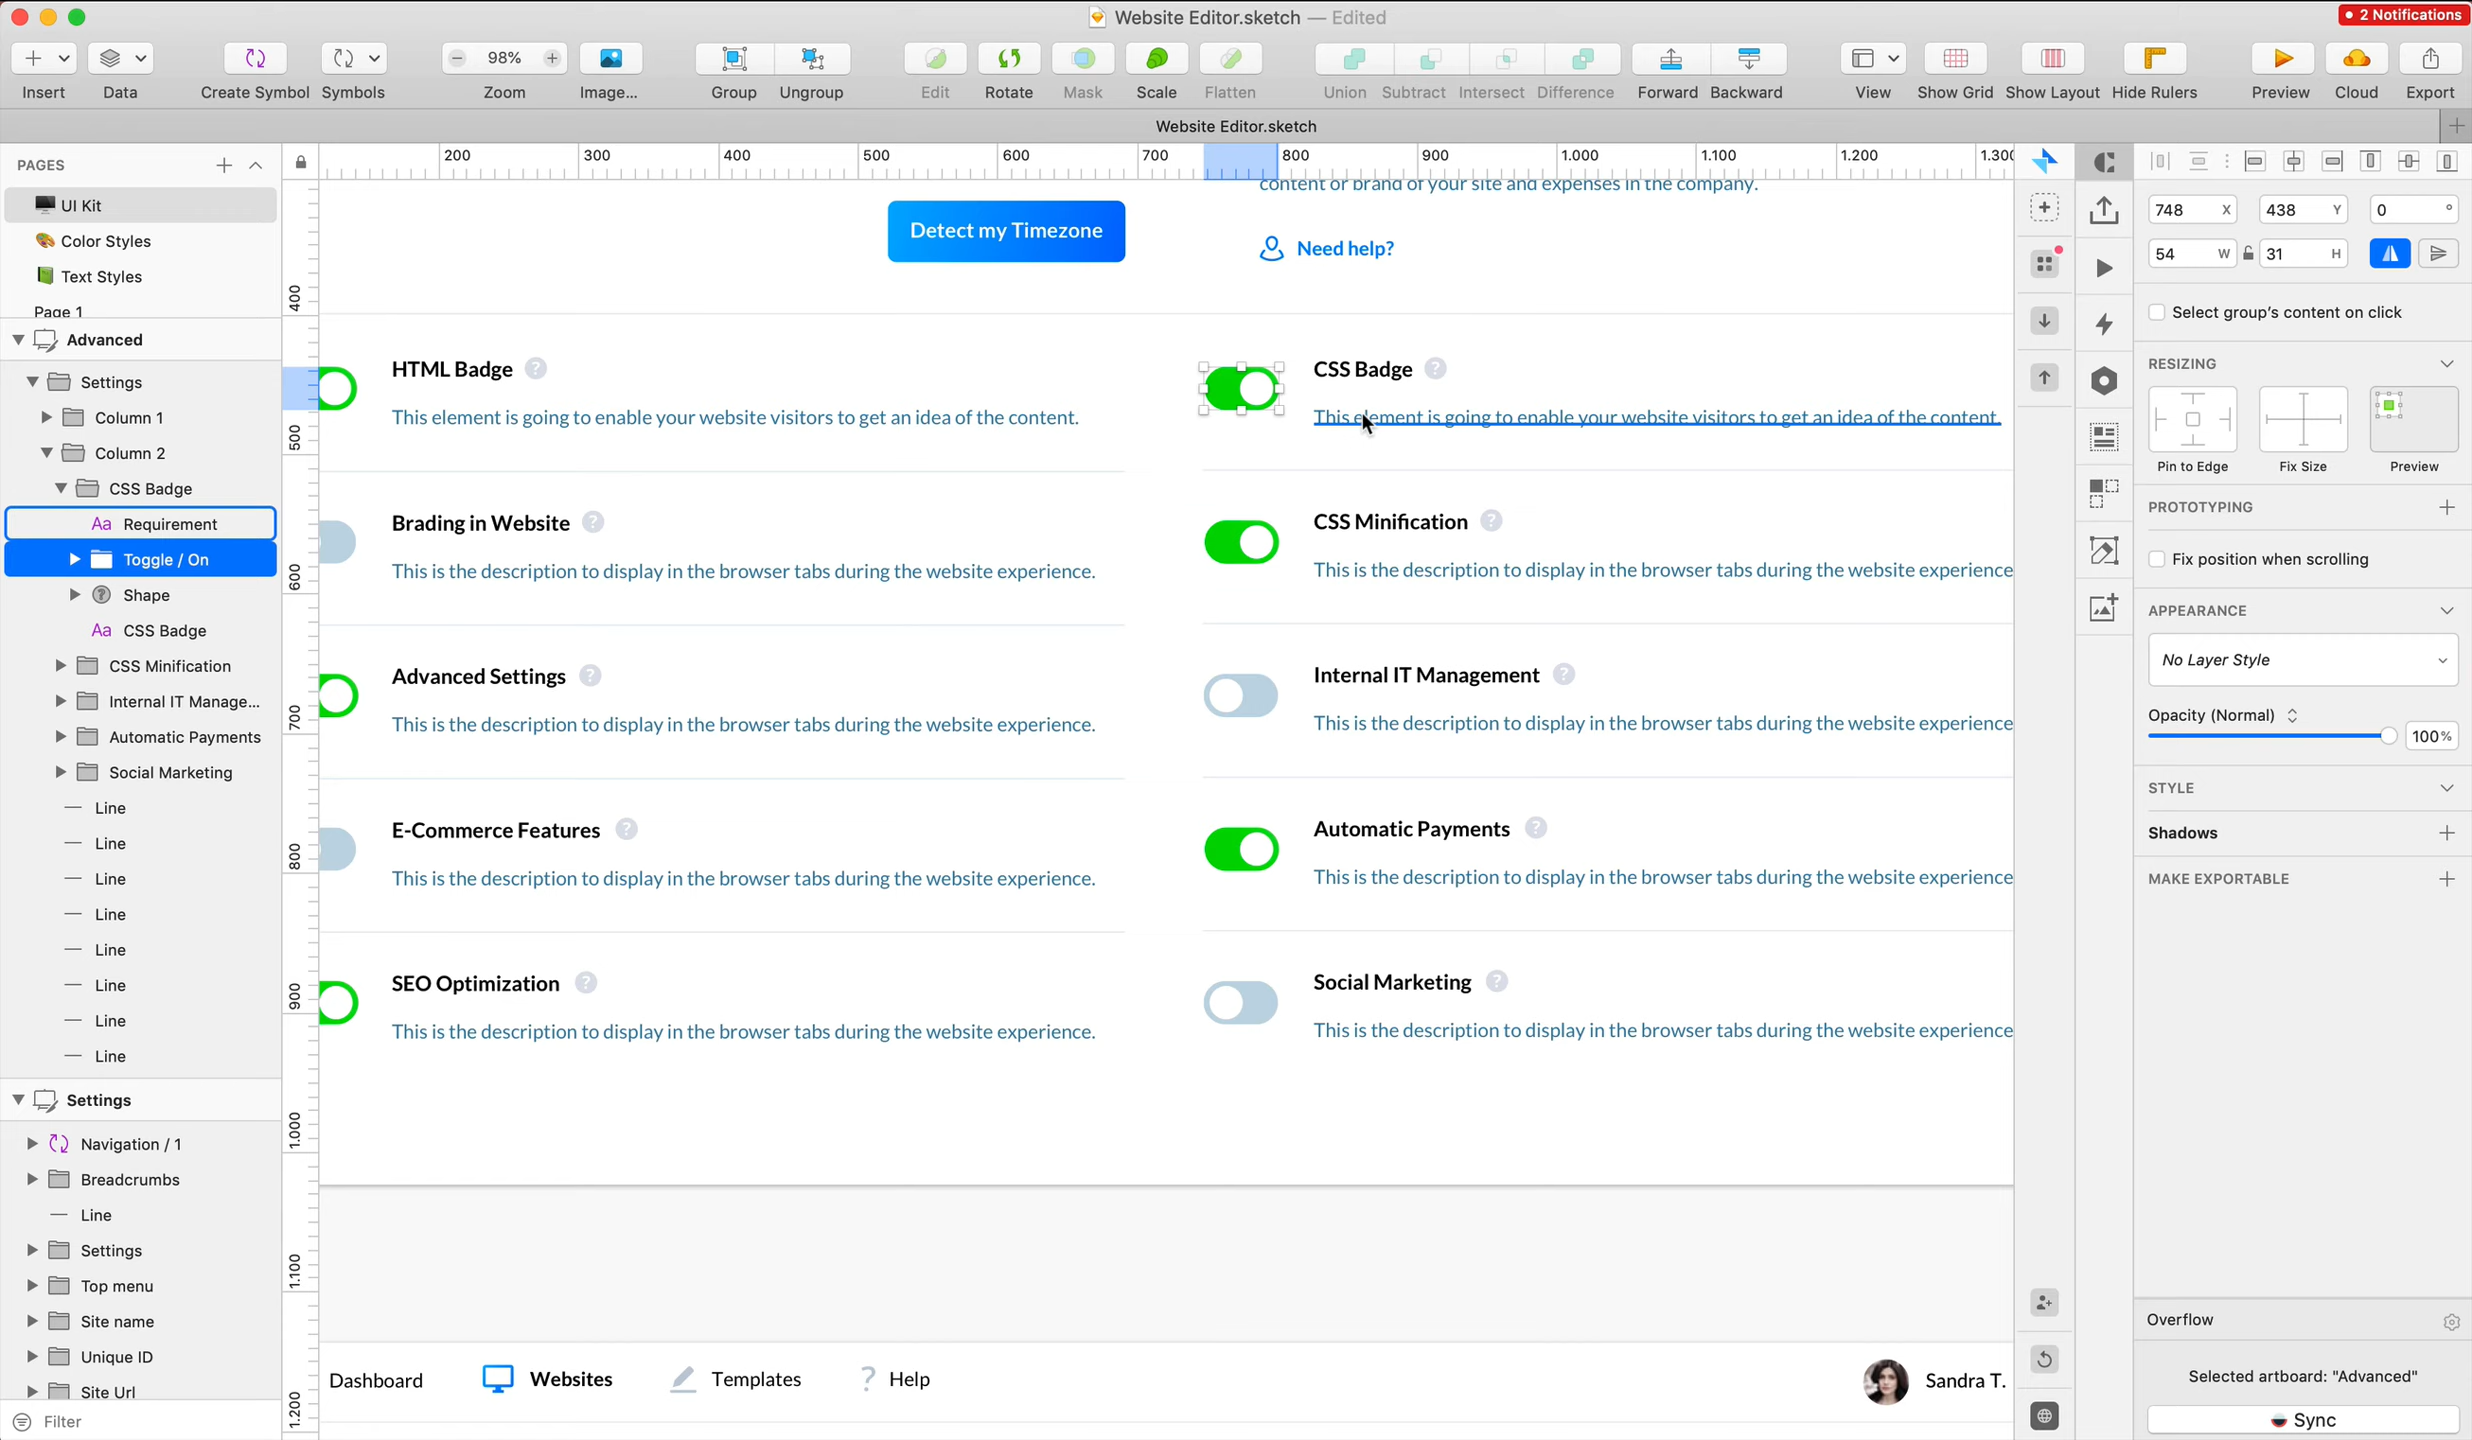 Website Editor.sketch — Edited
2 Notifications
98%
Insert
Data
Create Symbol
Symbols
Zoom
Image...
Group
Ungroup
Edit
Rotate
Mask
Scale
Flatten
Union
Subtract
Intersect
Difference
Forward
Backward
View
Show Grid
Show Layout
Hide Rulers
Preview
Cloud
Export
Website Editor.sketch
PAGES
UI Kit
Color Styles
Text Styles
Page 1
Advanced
Settings
Column 1
Column 2
CSS Badge
Aa Requirement
Toggle / On
Shape
Aa CSS Badge
CSS Minification
Internal IT Manage...
Automatic Payments
Social Marketing
Line
Line
Line
Line
Line
Line
Line
Line
Settings
Navigation / 1
Breadcrumbs
Line
Settings
Top menu
Site name
Unique ID
Site Url
Filter
200 300 400 500 600 700 800 900 1.000 1.100 1.200 1.300
400
500
600
700
800
900
1.000
1.100
1.200
content or brand of your site and expenses in the company.
Detect my Timezone
Need help?
HTML Badge ?
This element is going to enable your website visitors to get an idea of the content.
Brading in Website ?
This is the description to display in the browser tabs during the website experience.
Advanced Settings ?
This is the description to display in the browser tabs during the website experience.
E-Commerce Features ?
This is the description to display in the browser tabs during the website experience.
SEO Optimization ?
This is the description to display in the browser tabs during the website experience.
CSS Badge ?
This element is going to enable your website visitors to get an idea of the content.
CSS Minification ?
This is the description to display in the browser tabs during the website experience
Internal IT Management ?
This is the description to display in the browser tabs during the website experience
Automatic Payments ?
This is the description to display in the browser tabs during the website experience
Social Marketing ?
This is the description to display in the browser tabs during the website experience
Dashboard
Websites
Templates
? Help
Sandra T.
748 X
438 Y
0 °
54 W
31 H
Select group's content on click
RESIZING
Pin to Edge
Fix Size
Preview
PROTOTYPING
Fix position when scrolling
APPEARANCE
No Layer Style
Opacity (Normal)
100%
STYLE
Shadows
MAKE EXPORTABLE
Overflow
Selected artboard: "Advanced"
Sync